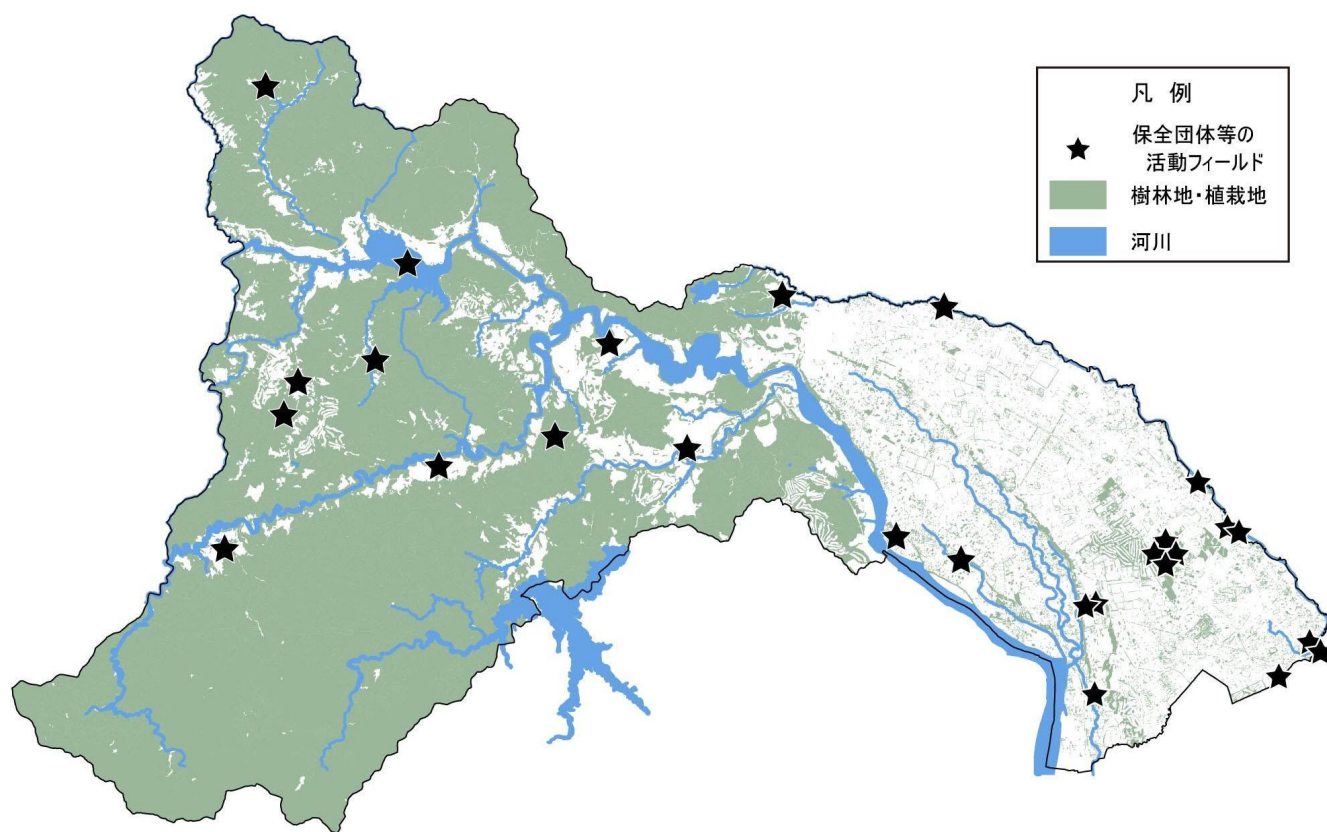 凡 例
保全団体等の
活動フィールド
樹林地・植栽地
河川